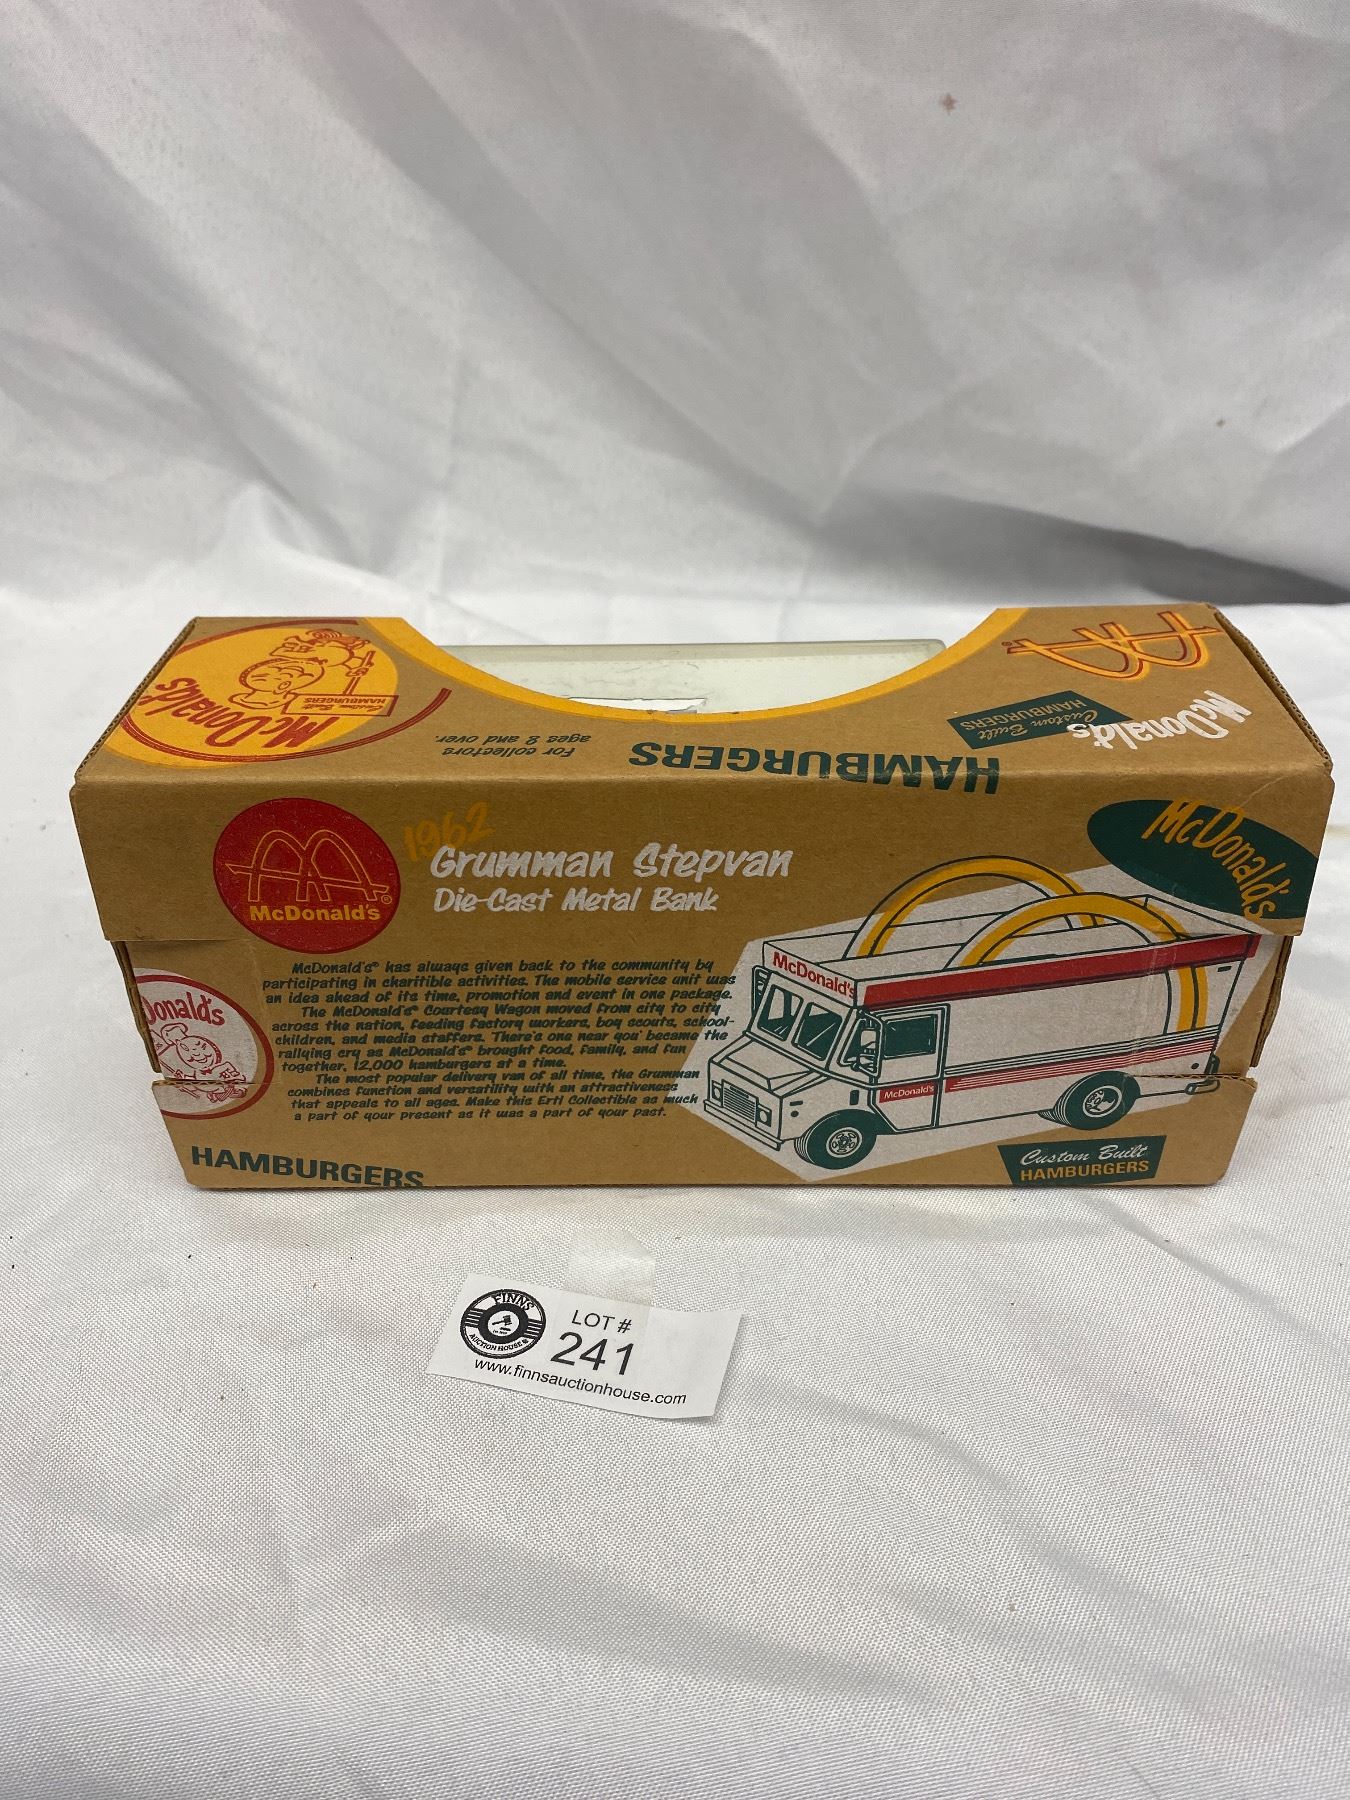 McDonald's
Custom Built
HAMBURGERS
For collectors
ages 2 and over.
HAMBURGERS
McDonald's
Custom Built
HAMBURGERS
McDonald's®
1962
Grumman Stepvan
Die-Cast Metal Bank
McDonald's
McDonald's® has always given back to the community by
participating in charitible activities. The mobile service unit was
an idea ahead of its time, promotion and event in one package.
The McDonald's® Courtesy Wagon moved from city to city
across the nation, feeding factory workers, boy scouts, school-
children, and media staffers. There's one near you' became the
rallying cry as McDonald's® brought food, family, and fun
together, 12,000 hamburgers at a time.
The most popular delivery van of all time, the Grumman
combines function and versatility with an attractiveness
that appeals to all ages. Make this Ertl Collectible as much
a part of your present as it was a part of your past.
Donald's
HAMBURGERS
McDonald's
McDonald's
Custom Built
HAMBURGERS
FINNS
AUCTION HOUSE
LOT #
241
www.finnsauctionhouse.com